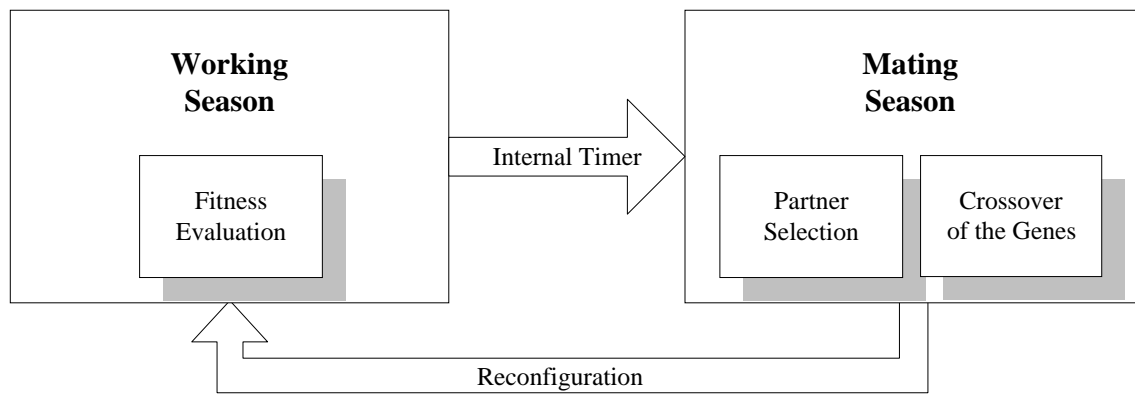 Working
Season
Fitness
Evaluation
Internal Timer
Mating
Season
Partner
Selection
Crossover
of the Genes
Reconfiguration